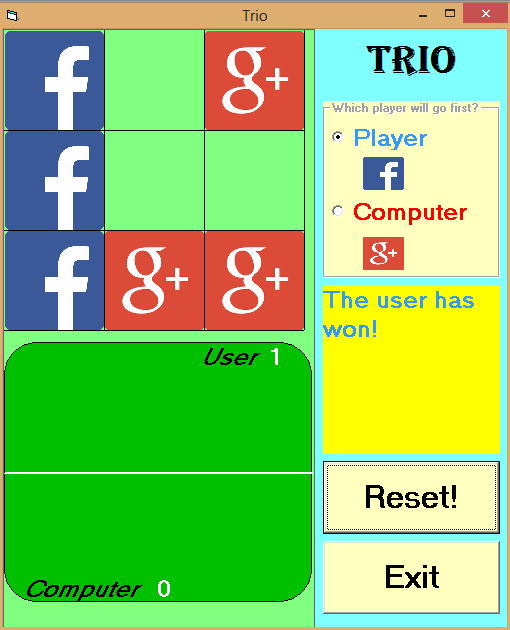 Trio
f
g+
f
f
g+
g+
User 1
Computer 0
TRIO
Which player will go first?
Player
f
Computer
g+
The user has
won!
Reset!
Exit